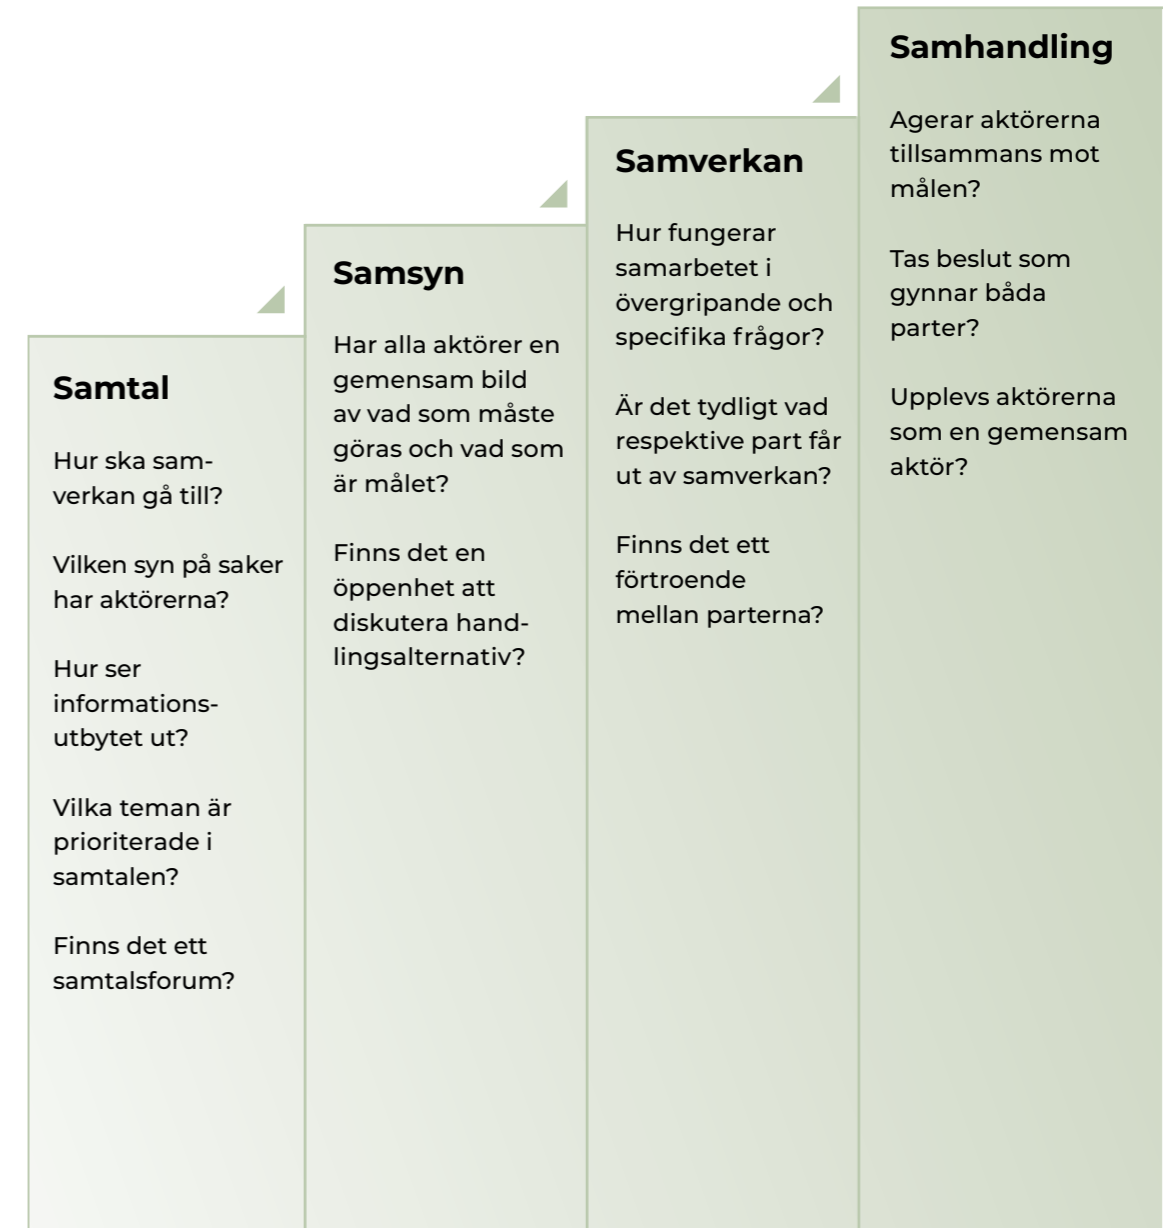 Samtal
Hur ska sam-
verkan gå till?
Vilken syn på saker
har aktörerna?
Hur ser
informations-
utbytet ut?
Vilka teman är
prioriterade i
samtalen?
Finns det ett
samtalsforum?
Samsyn
Har alla aktörer en
gemensam bild
av vad som måste
göras och vad som
är målet?
Finns det en
öppenhet att
diskutera hand-
lingsalternativ?
Samverkan
Hur fungerar
samarbetet i
övergripande och
specifika frågor?
Är det tydligt vad
respektive part får
ut av samverkan?
Finns det ett
förtroende
mellan parterna?
Samhandling
Agerar aktörerna
tillsammans mot
målen?
Tas beslut som
gynnar båda
parter?
Upplevs aktörerna
som en gemensam
aktör?